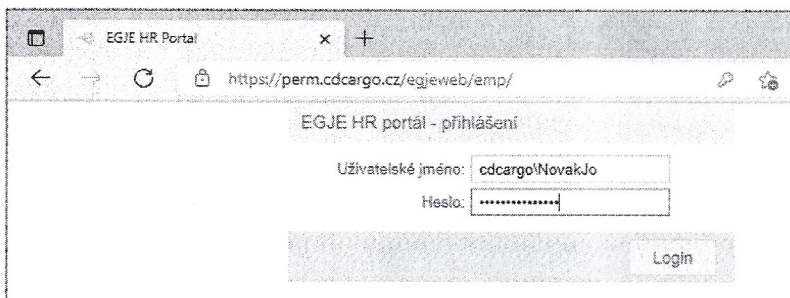 EGJE HR Portal
https://perm.cdcargo.cz/egjeweb/emp/
EGJE HR portál - přihlášení
Uživatelské jméno: cdcargo\NovakJo
Heslo: •••••••••••••••
Login